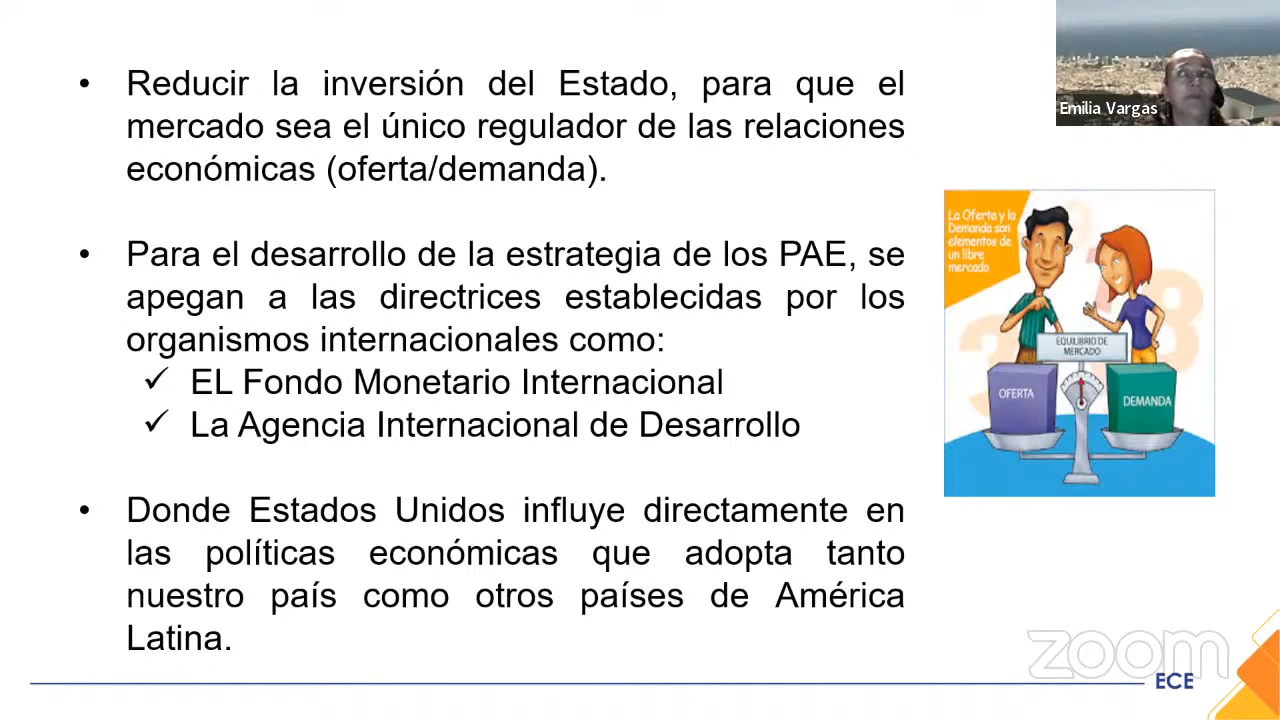 • Reducir la inversión del Estado, para que el
mercado sea el único regulador de las relaciones
económicas (oferta/demanda).
• Para el desarrollo de la estrategia de los PAE, se
apegan a las directrices establecidas por los
organismos internacionales como:
✓ EL Fondo Monetario Internacional
✓ La Agencia Internacional de Desarrollo
• Donde Estados Unidos influye directamente en
las políticas económicas que adopta tanto
nuestro país como otros países de América
Latina.
Emilia Vargas
La Oferta y la
Demanda son
elementos de
un libre
mercado
EQUILIBRIO DE
MERCADO
OFERTA
DEMANDA
zoom
ECE